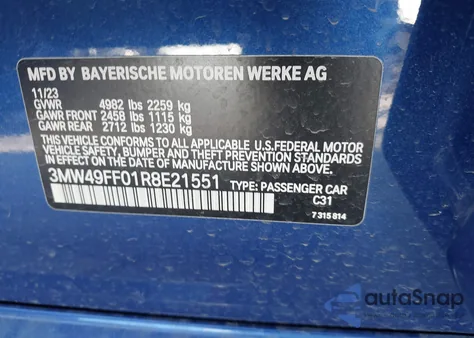 MFD BY BAYERISCHE MOTOREN WERKE AG
11/23
GVWR 4982 lbs 2259 kg
GAWR FRONT 2458 lbs 1115 kg
GAWR REAR 2712 lbs 1230 kg
THIS VEHICLE CONFORMS TO ALL APPLICABLE U.S. FEDERAL MOTOR
VEHICLE SAFETY, BUMPER AND THEFT PREVENTION STANDARDS
IN EFFECT ON THE DATE OF MANUFACTURE SHOWN ABOVE.
3MW49FF01R8E21551 TYPE: PASSENGER CAR
C31
7 315 814
autoSnap